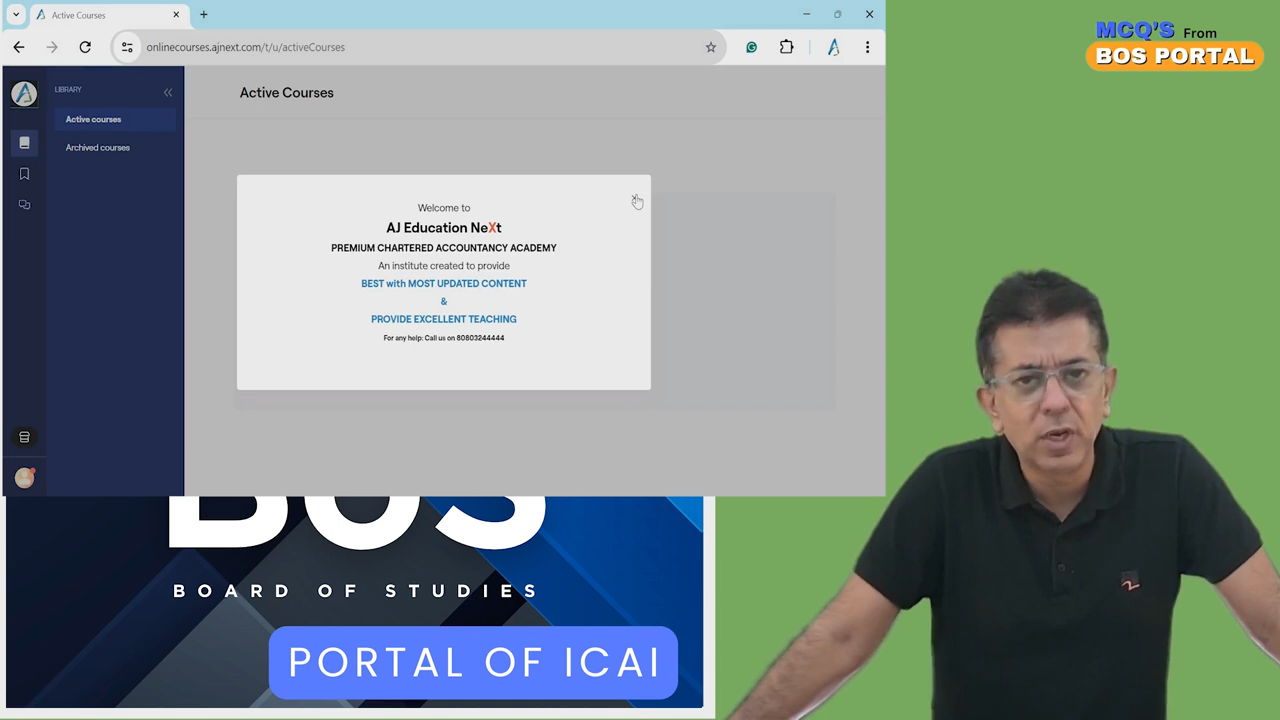 Active Courses
onlinecourses.ajnext.com/t/u/activeCourses
MCQ'S From
BOS PORTAL
LIBRARY
Active courses
Archived courses
Active Courses
Welcome to
AJ Education NeXt
PREMIUM CHARTERED ACCOUNTANCY ACADEMY
An institute created to provide
BEST with MOST UPDATED CONTENT
&
PROVIDE EXCELLENT TEACHING
For any help: Call us on 80803244444
BOS
BOARD OF STUDIES
PORTAL OF ICAI